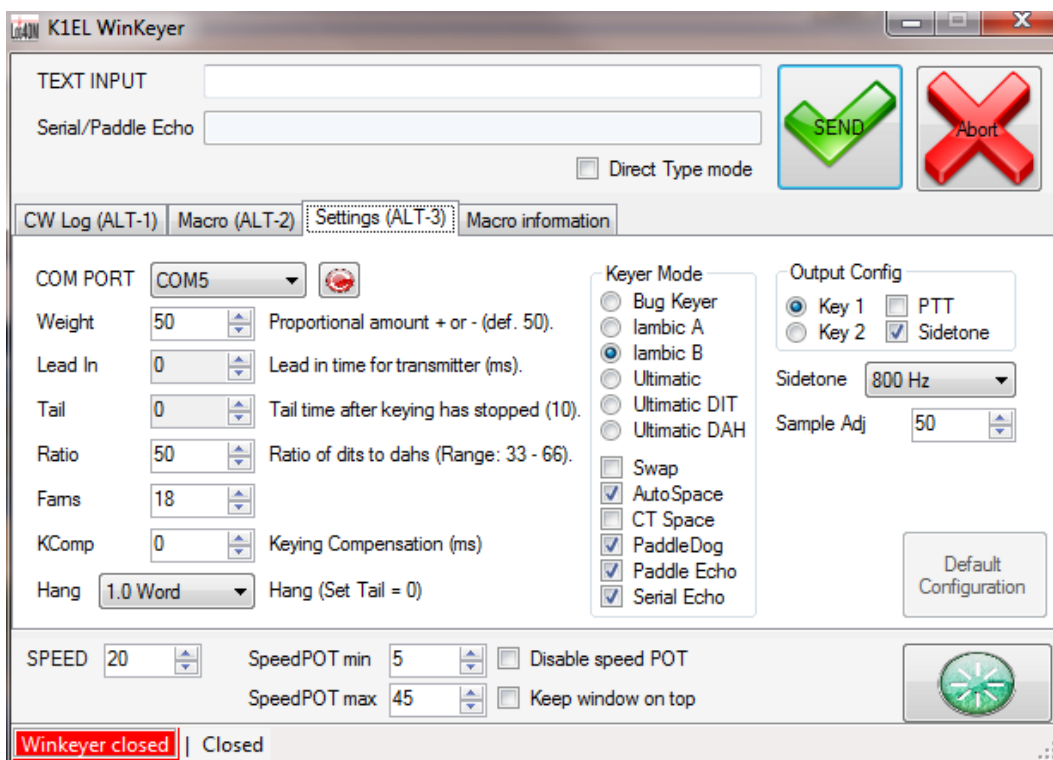 Log4OM K1EL WinKeyer
TEXT INPUT
Serial/Paddle Echo
Direct Type mode
SEND
Abort
CW Log (ALT-1) Macro (ALT-2) Settings (ALT-3) Macro information
COM PORT COM5
Weight 50 Proportional amount + or - (def. 50).
Lead In 0 Lead in time for transmitter (ms).
Tail 0 Tail time after keying has stopped (10).
Ratio 50 Ratio of dits to dahs (Range: 33 - 66).
Farns 18
KComp 0 Keying Compensation (ms)
Hang 1.0 Word Hang (Set Tail = 0)
Keyer Mode
Bug Keyer
Iambic A
Iambic B
Ultimatic
Ultimatic DIT
Ultimatic DAH
Swap
AutoSpace
CT Space
PaddleDog
Paddle Echo
Serial Echo
Output Config
Key 1 PTT
Key 2 Sidetone
Sidetone 800 Hz
Sample Adj 50
Default
Configuration
SPEED 20 SpeedPOT min 5 Disable speed POT
SpeedPOT max 45 Keep window on top
Winkeyer closed | Closed